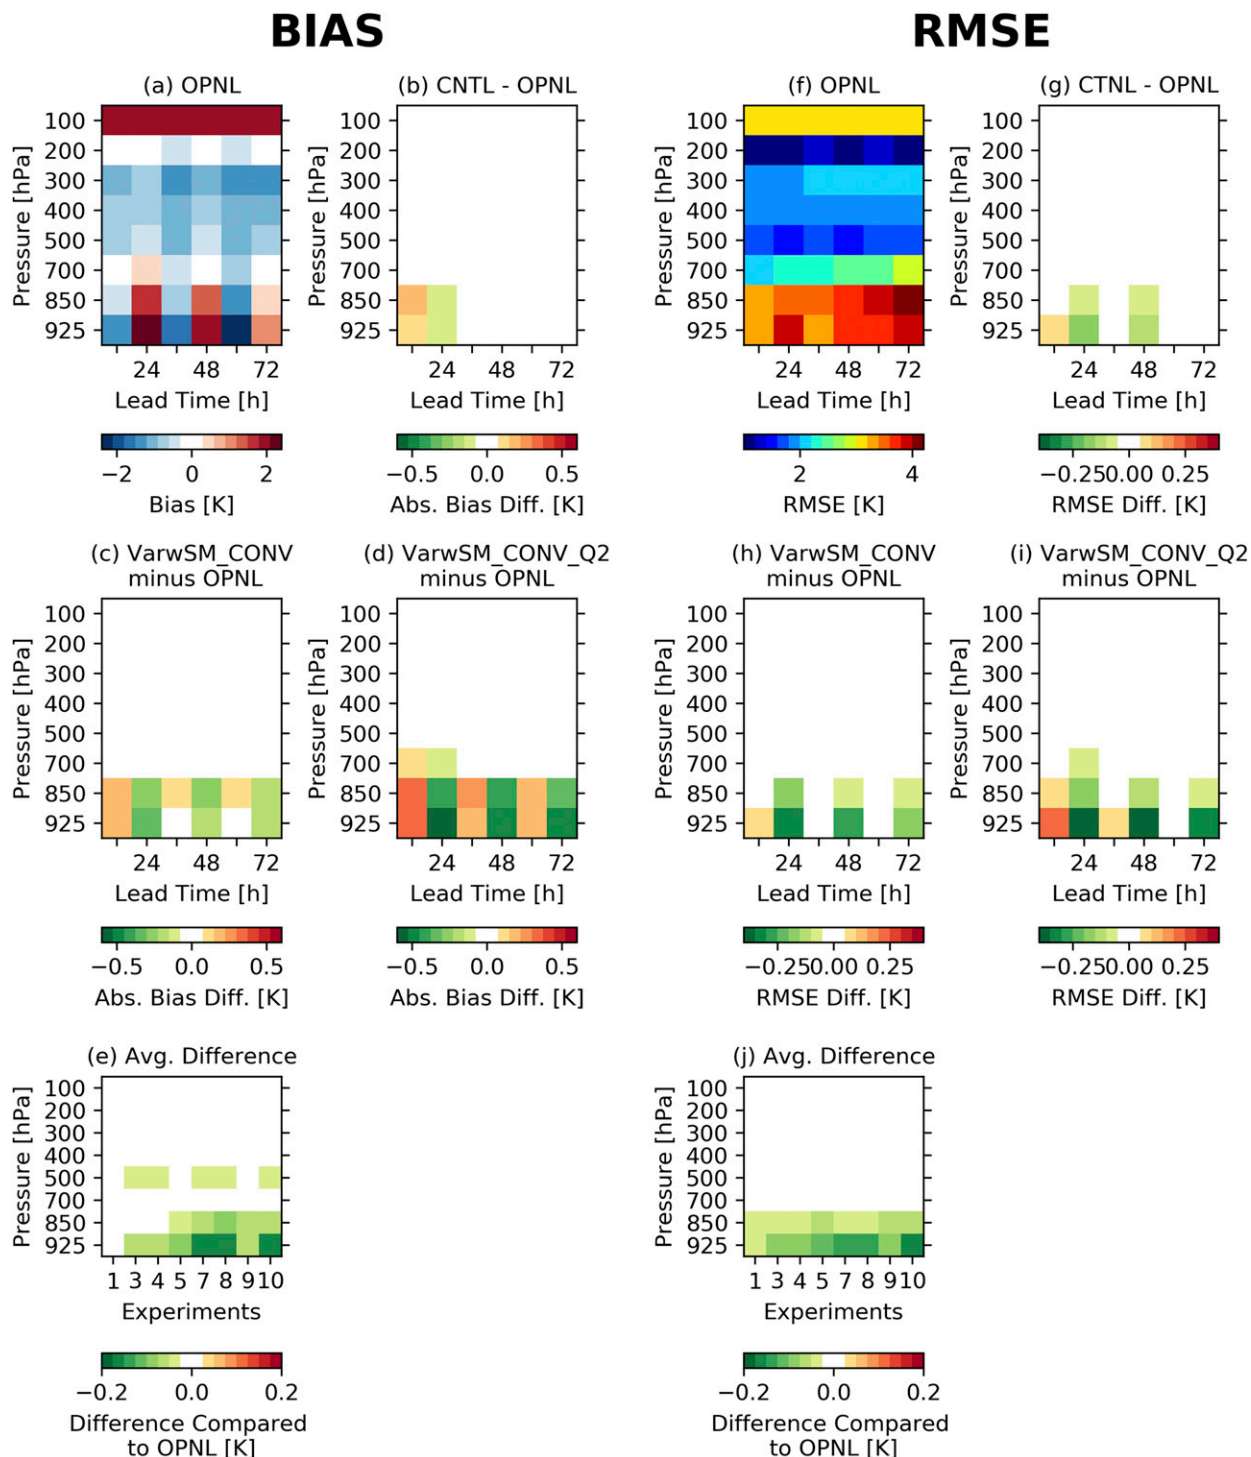 BIAS
RMSE
(a) OPNL
(b) CNTL - OPNL
(f) OPNL
(g) CTNL - OPNL
Pressure [hPa]
100
200
300
400
500
700
850
925
24 48 72
Lead Time [h]
−2 0 2
Bias [K]
Pressure [hPa]
100
200
300
400
500
700
850
925
24 48 72
Lead Time [h]
−0.5 0.0 0.5
Abs. Bias Diff. [K]
Pressure [hPa]
100
200
300
400
500
700
850
925
24 48 72
Lead Time [h]
2 4
RMSE [K]
Pressure [hPa]
100
200
300
400
500
700
850
925
24 48 72
Lead Time [h]
−0.25 0.00 0.25
RMSE Diff. [K]
(c) VarwSM_CONV
minus OPNL
(d) VarwSM_CONV_Q2
minus OPNL
(h) VarwSM_CONV
minus OPNL
(i) VarwSM_CONV_Q2
minus OPNL
Pressure [hPa]
100
200
300
400
500
700
850
925
24 48 72
Lead Time [h]
−0.5 0.0 0.5
Abs. Bias Diff. [K]
Pressure [hPa]
100
200
300
400
500
700
850
925
24 48 72
Lead Time [h]
−0.5 0.0 0.5
Abs. Bias Diff. [K]
Pressure [hPa]
100
200
300
400
500
700
850
925
24 48 72
Lead Time [h]
−0.25 0.00 0.25
RMSE Diff. [K]
Pressure [hPa]
100
200
300
400
500
700
850
925
24 48 72
Lead Time [h]
−0.25 0.00 0.25
RMSE Diff. [K]
(e) Avg. Difference
Pressure [hPa]
100
200
300
400
500
700
850
925
1 3 4 5 7 8 9 10
Experiments
−0.2 0.0 0.2
Difference Compared
to OPNL [K]
(j) Avg. Difference
Pressure [hPa]
100
200
300
400
500
700
850
925
1 3 4 5 7 8 9 10
Experiments
−0.2 0.0 0.2
Difference Compared
to OPNL [K]